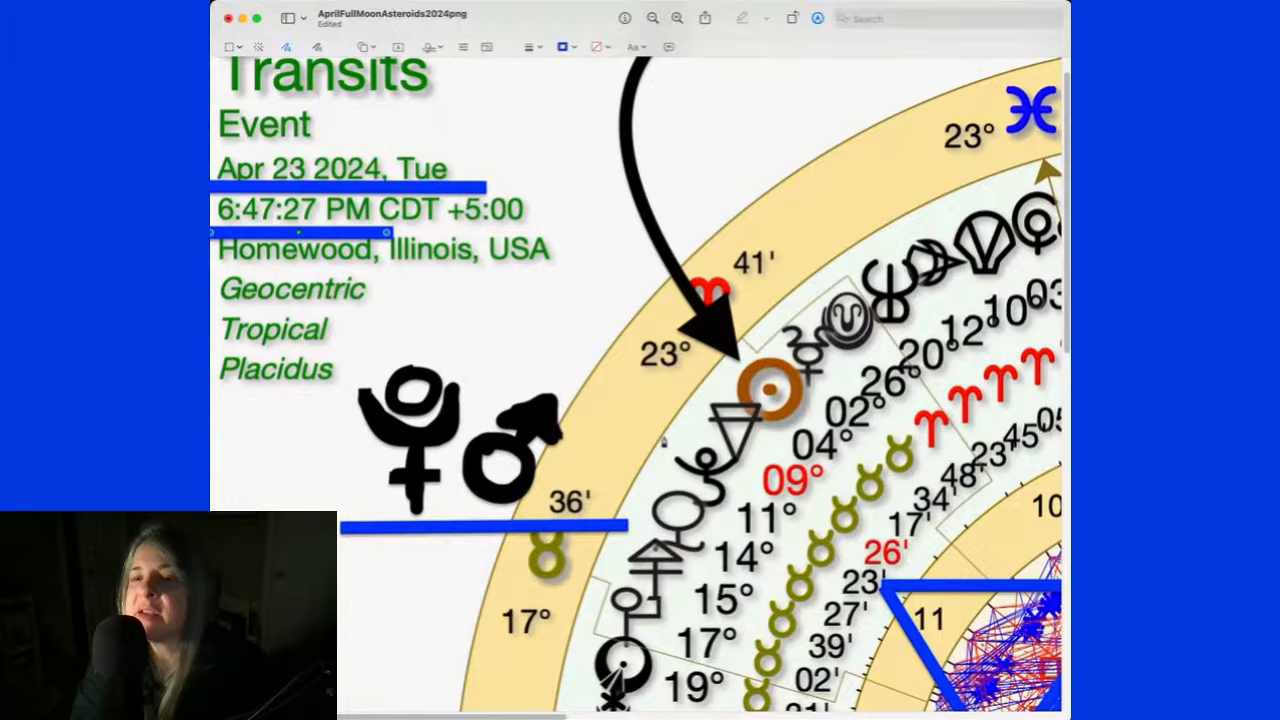 AprilFullMoonAsteroids2024png
Edited
Search
Aa
Transits
Event
Apr 23 2024, Tue
6:47:27 PM CDT +5:00
Homewood, Illinois, USA
Geocentric
Tropical
Placidus
23°
♓
41'
♈
23°
36'
♉
17°
03
10°
12°
20°
26°
02°
04°
09°
11°
14°
15°
17°
19°
05
45'
23'
48'
34'
17'
26'
23'
27'
39'
02'
10
11